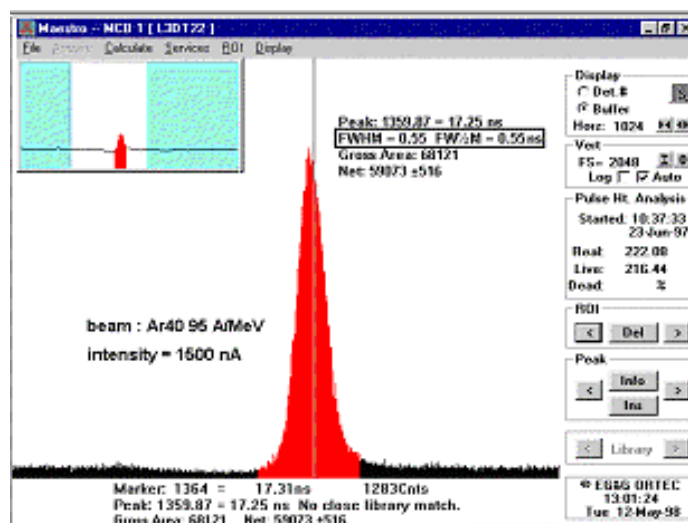 Maestro -- MCB 1 [ L3DT22 ]
File Acquire Calculate Services ROI Display
Peak: 1359.87 = 17.25 ns
FWHM = 0.55 FW½M = 0.55ns
Gross Area: 68121
Net: 59073 ±516
beam : Ar40 95 A/MeV
intensity = 1500 nA
Marker: 1364 = 17.31ns 1283Cnts
Peak: 1359.87 = 17.25 ns No close library match.
Gross Area: 68121 Net: 59073 ±516
Display
Det.#
Buffer
Horz: 1024
Vert
FS= 2048
Log Auto
Pulse Ht. Analysis
Started: 10:37:33
23-Jun-97
Real: 222.08
Live: 216.44
Dead: %
ROI
< Del >
Peak
< Info >
Ins
< Library >
© EG&G ORTEC
13:01:24
Tue 12-May-98